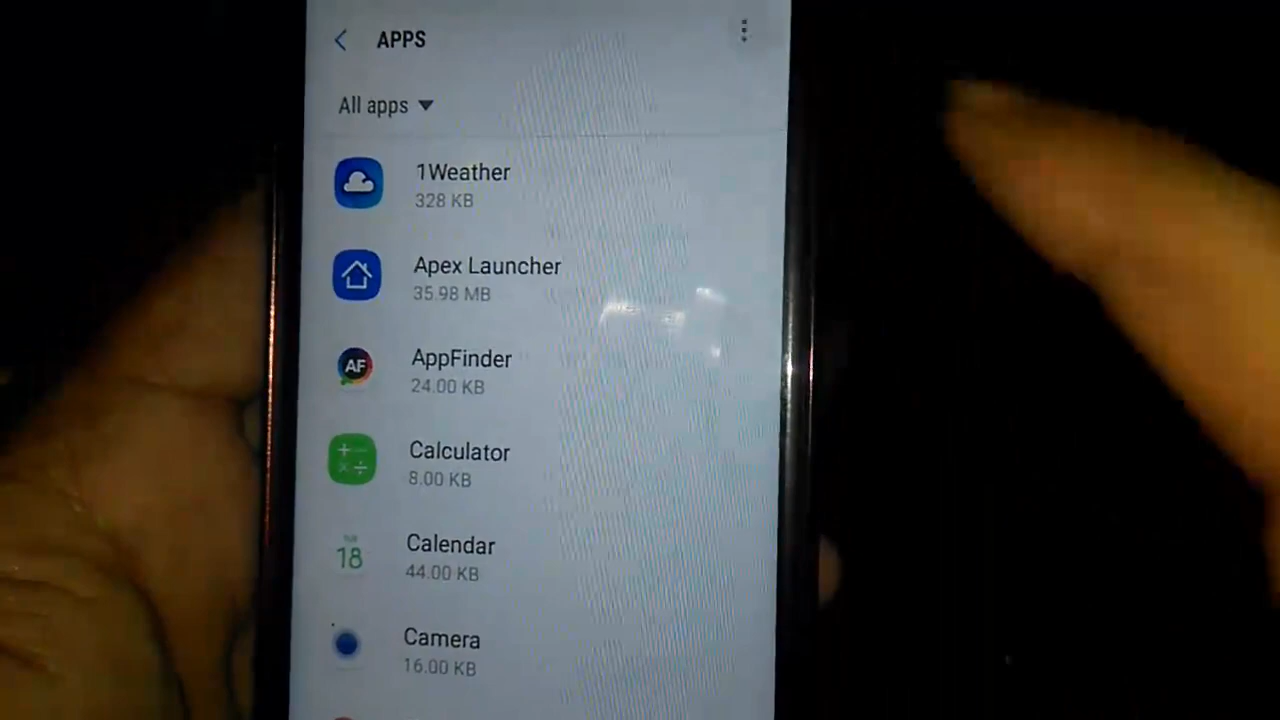 APPS
All apps
1Weather
328 KB
Apex Launcher
35.98 MB
AF
AppFinder
24.00 KB
Calculator
8.00 KB
18
Calendar
44.00 KB
Camera
16.00 KB